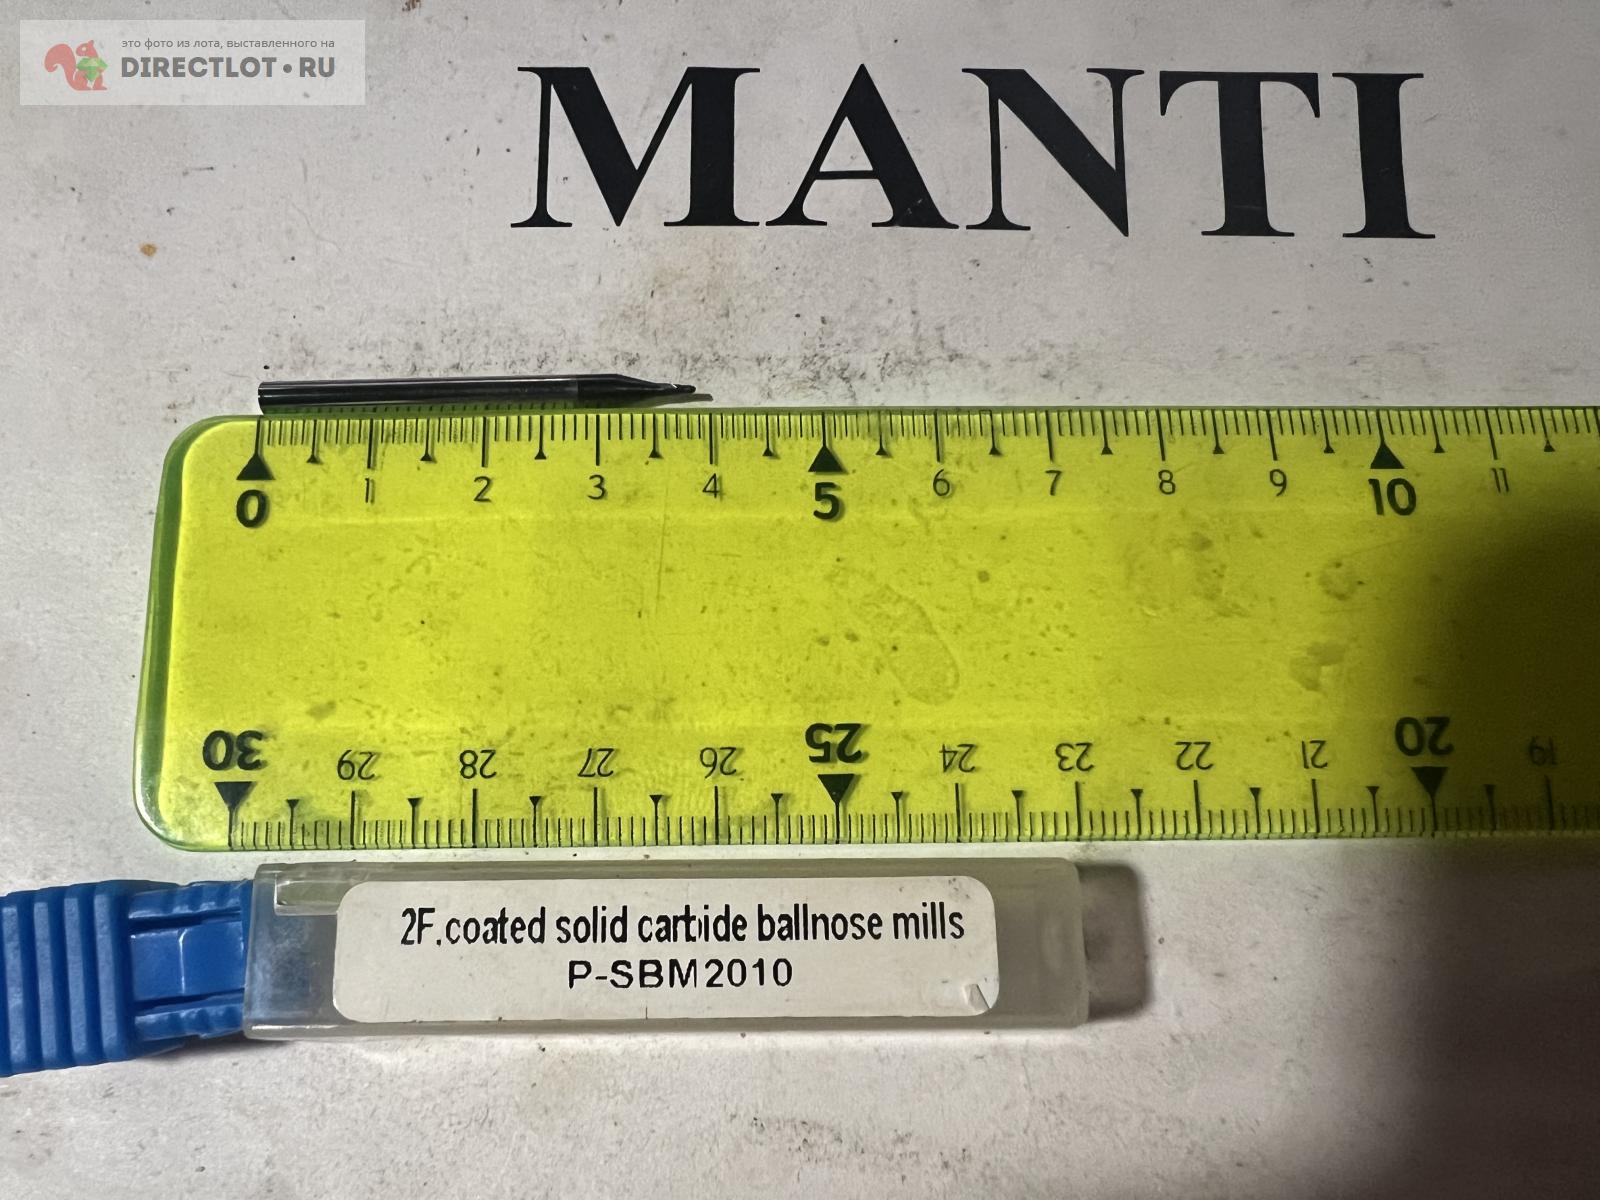 это фото из лота, выставленного на
DIRECTLOT•RU
MANTI
0 1 2 3 4 5 6 7 8 9 10 11
30 29 28 27 26 25 24 23 22 21 20 19
2F.coated solid carbide ballnose mills
P-SBM2010